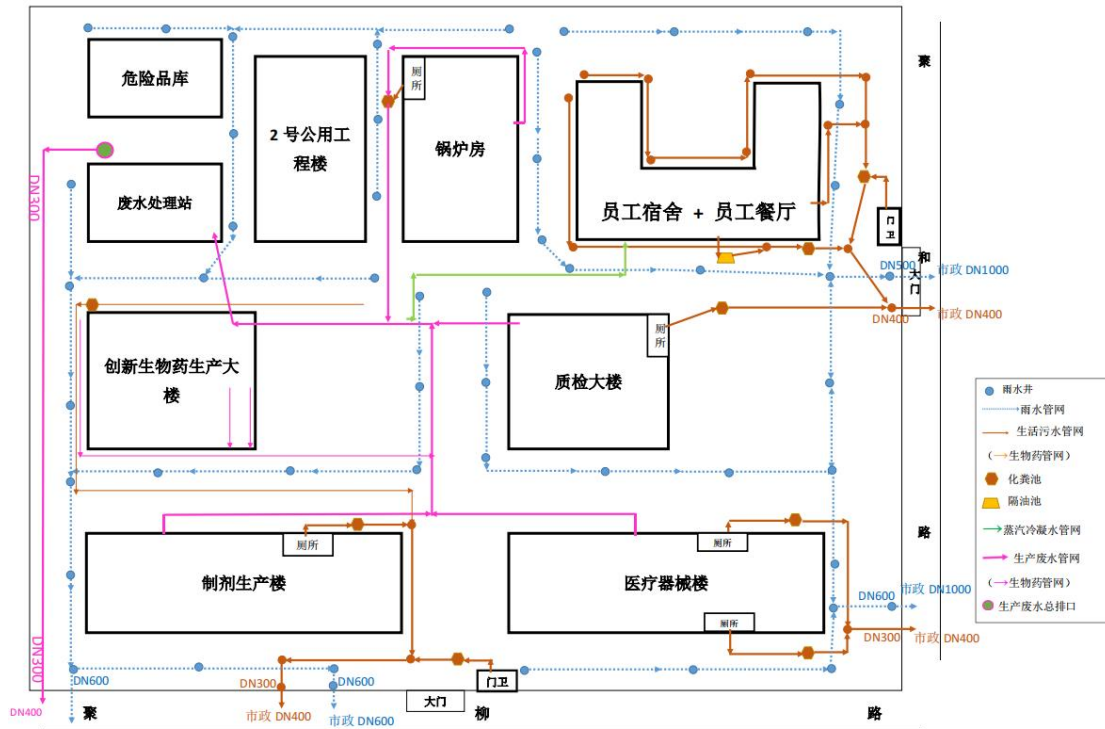 危险品库
2 号公用工
程楼
厕
所
锅炉房
废水处理站
员工宿舍 + 员工餐厅
门
卫
聚
和
大
门
路
DN300
DN500
市政 DN1000
DN400
市政 DN400
创新生物药生产大
楼
质检大楼
厕
所
雨水井
雨水管网
生活污水管网
(→生物药管网)
化粪池
隔油池
蒸汽冷凝水管网
生产废水管网
(→生物药管网)
生产废水总排口
制剂生产楼
厕所
医疗器械楼
厕所
厕所
DN600
市政 DN1000
DN300
市政 DN400
DN300
DN400
DN600
DN300
市政 DN400
DN600
市政 DN600
门卫
大门
聚
柳
路